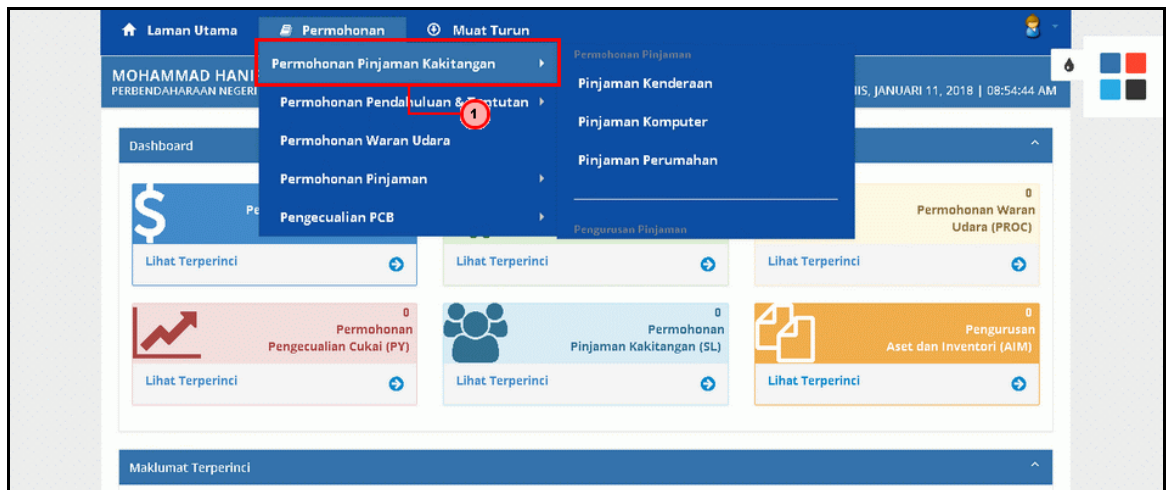 Laman Utama Permohonan Muat Turun
Permohonan Pinjaman Kakitangan
Permohonan Pendahuluan & Tuntutan
1
Permohonan Waran Udara
Permohonan Pinjaman
Pengecualian PCB
Permohonan Pinjaman
Pinjaman Kenderaan
Pinjaman Komputer
Pinjaman Perumahan
Pengurusan Pinjaman
MOHAMMAD HANI
PERBENDAHARAAN NEGERI
JANUARI 11, 2018 | 08:54:44 AM
Dashboard
Pe
Lihat Terperinci
Lihat Terperinci
0
Permohonan Waran
Udara (PROC)
Lihat Terperinci
0
Permohonan
Pengecualian Cukai (PY)
Lihat Terperinci
0
Permohonan
Pinjaman Kakitangan (SL)
Lihat Terperinci
0
Pengurusan
Aset dan Inventori (AIM)
Lihat Terperinci
Maklumat Terperinci